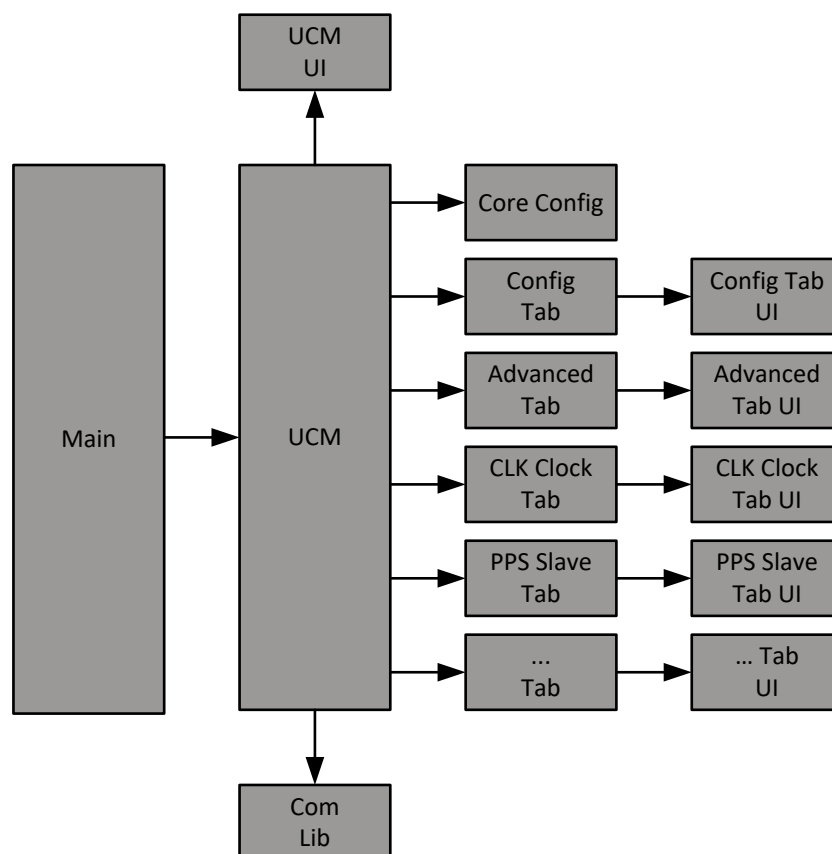 UCM
UI
Main
UCM
Core Config
Config
Tab
Config Tab
UI
Advanced
Tab
Advanced
Tab UI
CLK Clock
Tab
CLK Clock
Tab UI
PPS Slave
Tab
PPS Slave
Tab UI
...
Tab
... Tab
UI
Com
Lib